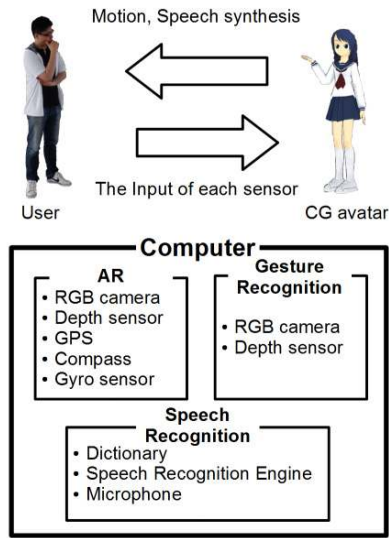 Motion, Speech synthesis
The Input of each sensor
User
CG avatar
Computer
AR
• RGB camera
• Depth sensor
• GPS
• Compass
• Gyro sensor
Gesture
Recognition
• RGB camera
• Depth sensor
Speech
Recognition
• Dictionary
• Speech Recognition Engine
• Microphone